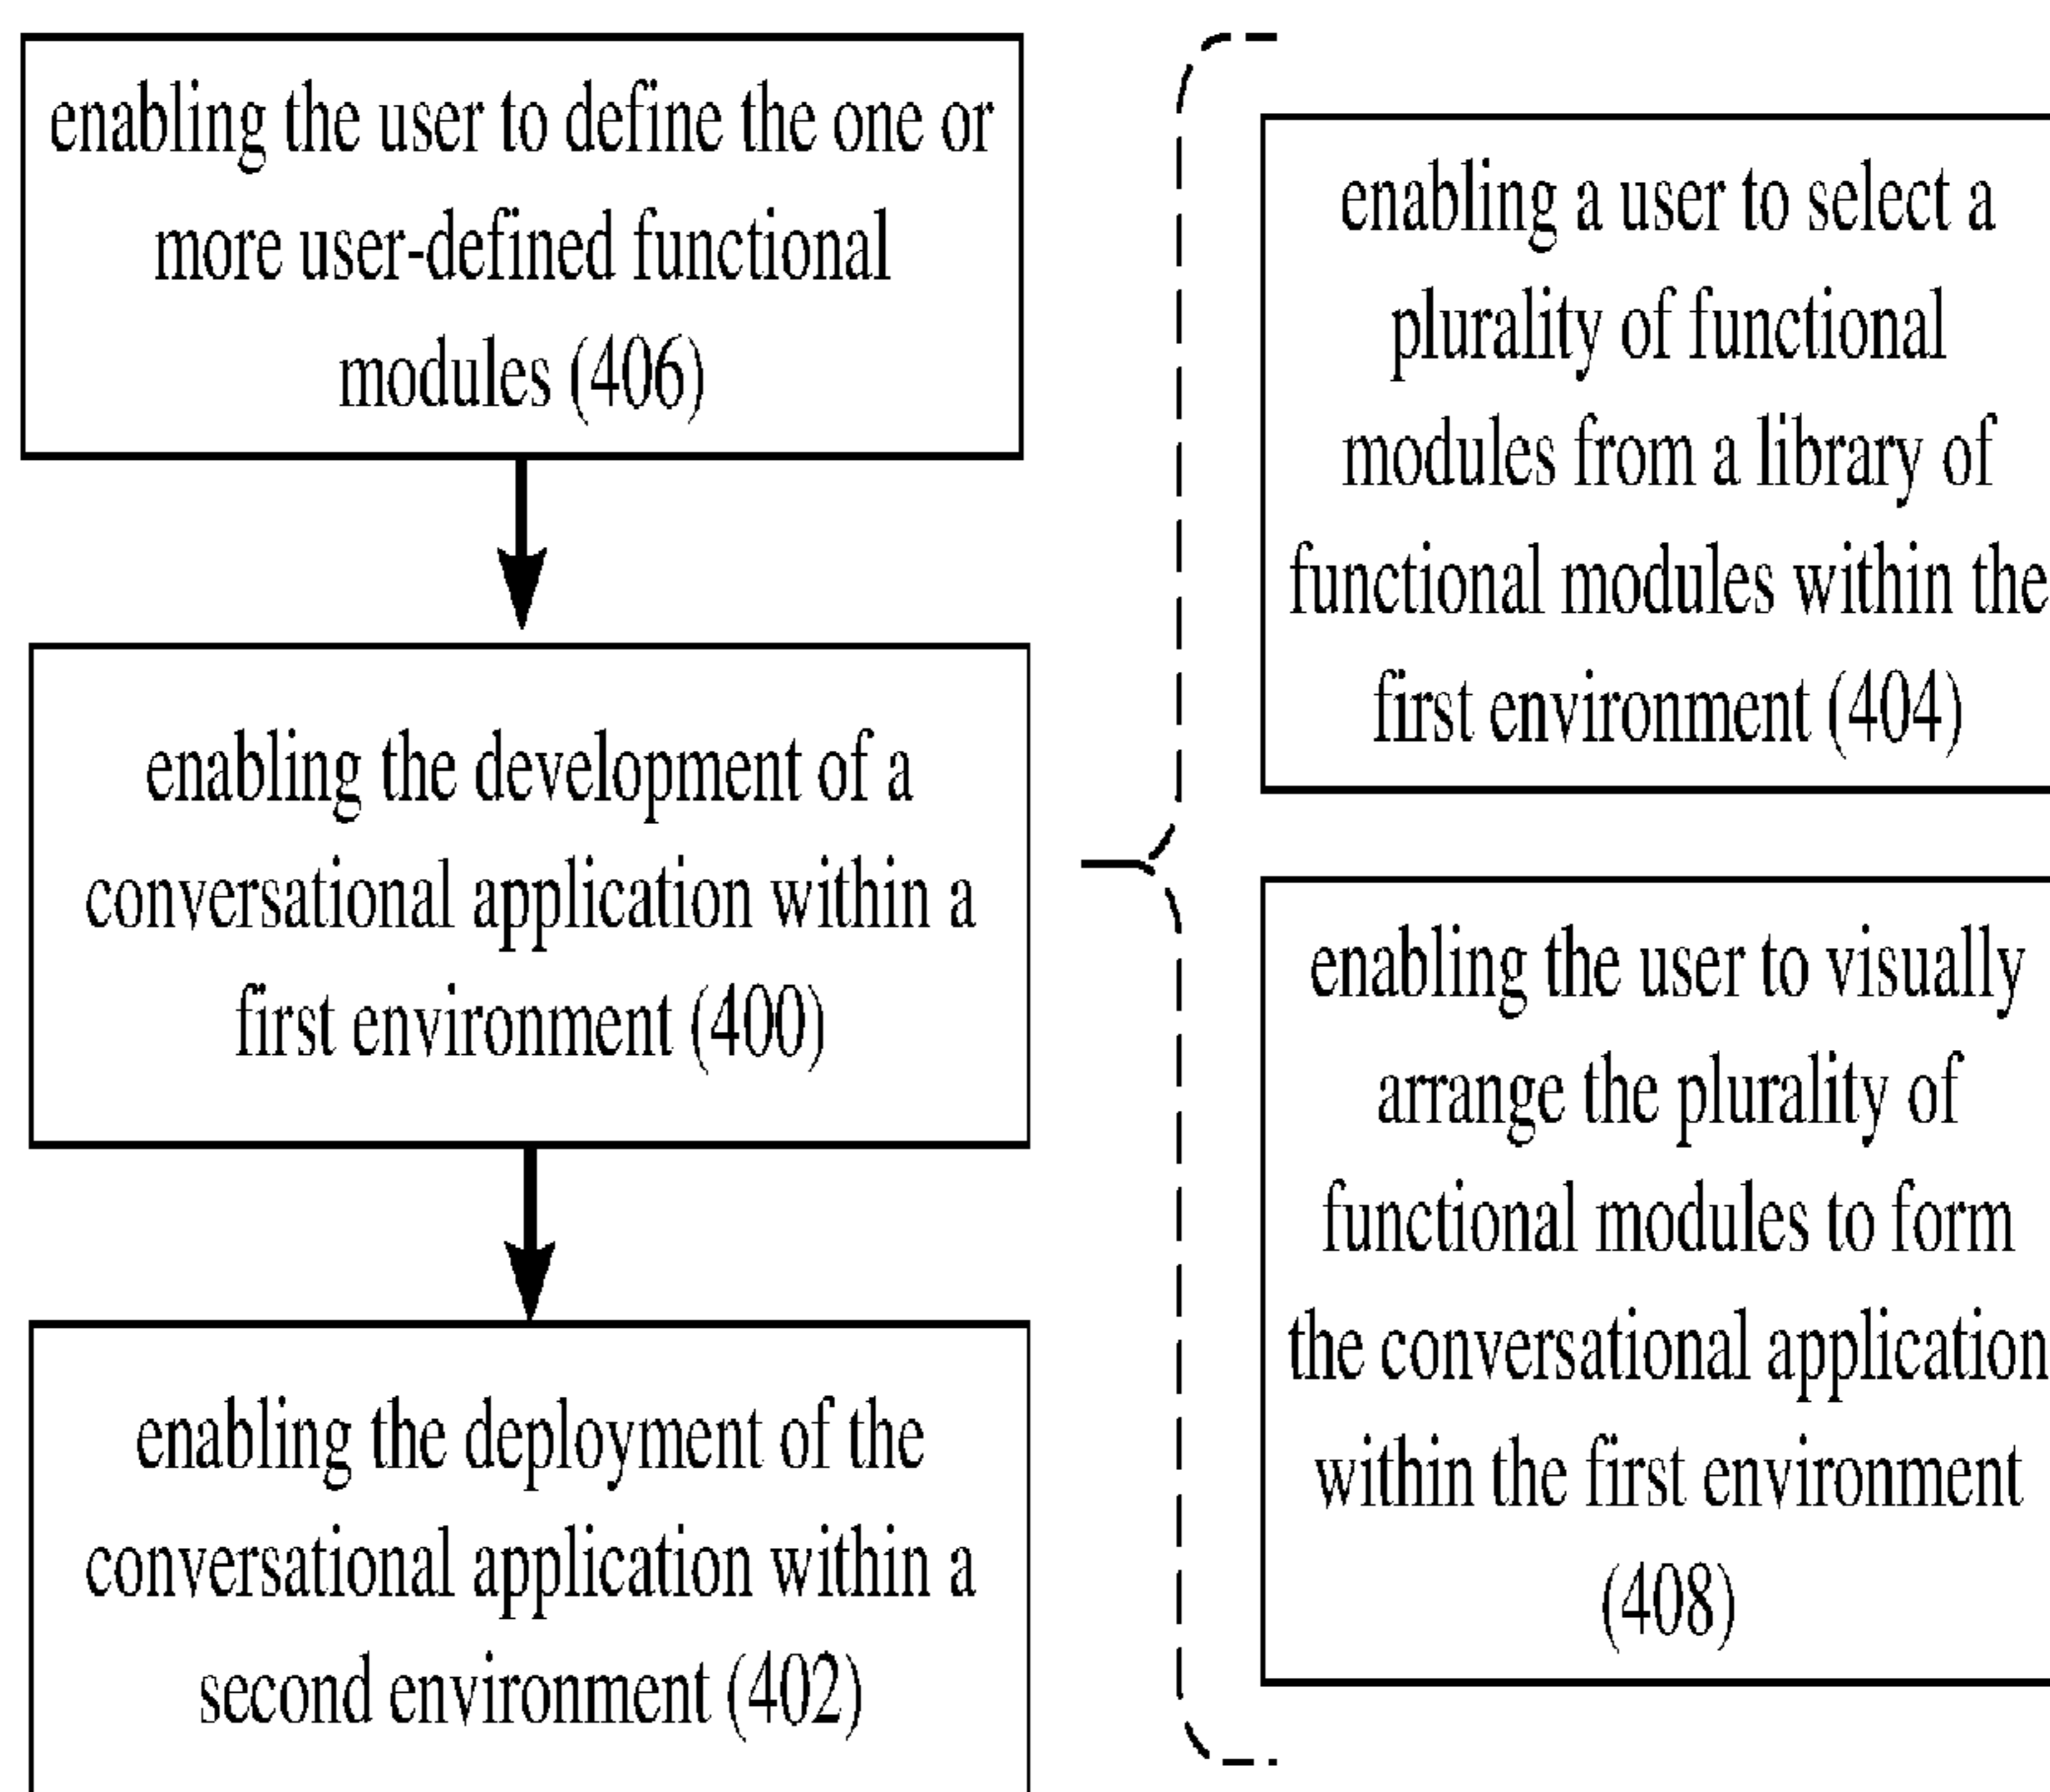 enabling the user to define the one or
more user-defined functional
modules (406)
enabling the development of a
conversational application within a
first environment (400)
enabling the deployment of the
conversational application within a
second environment (402)
enabling a user to select a
plurality of functional
modules from a library of
functional modules within the
first environment (404)
enabling the user to visually
arrange the plurality of
functional modules to form
the conversational application
within the first environment
(408)